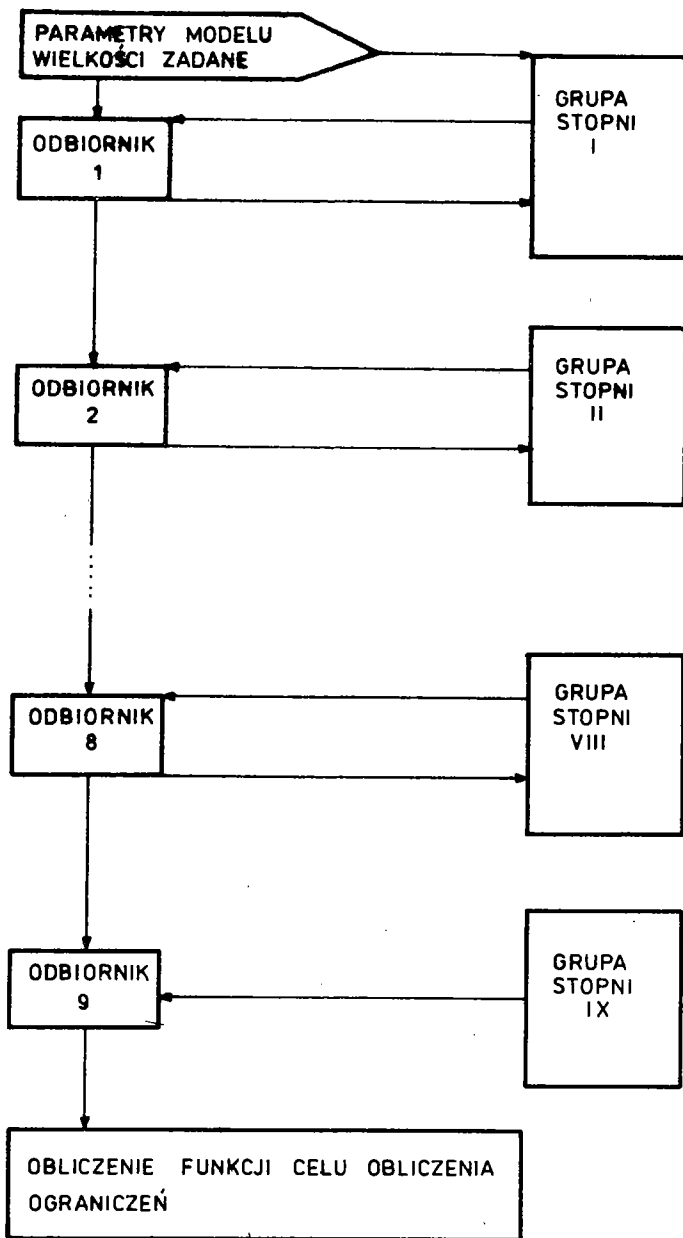 PARAMETRY MODELU
WIELKOŚCI ZADANE
GRUPA
STOPNI
I
ODBIORNIK
1
ODBIORNIK
2
GRUPA
STOPNI
II
ODBIORNIK
8
GRUPA
STOPNI
VIII
ODBIORNIK
9
GRUPA
STOPNI
IX
OBLICZENIE FUNKCJI CELU OBLICZENIA
OGRANICZEŃ